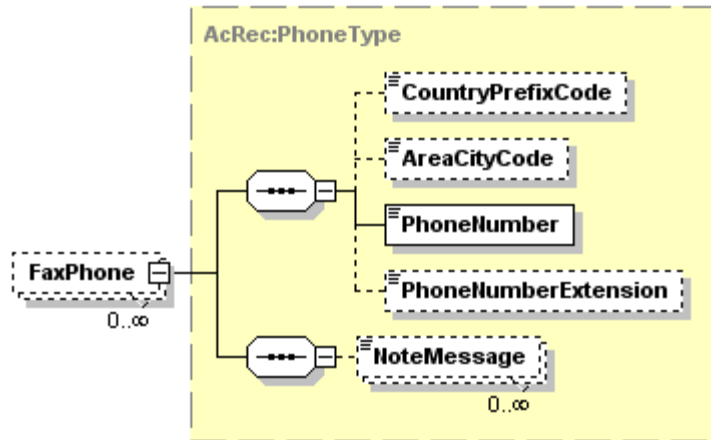 AcRec:PhoneType
CountryPrefixCode
AreaCityCode
PhoneNumber
FaxPhone
0..∞
PhoneNumberExtension
NoteMessage
0..∞